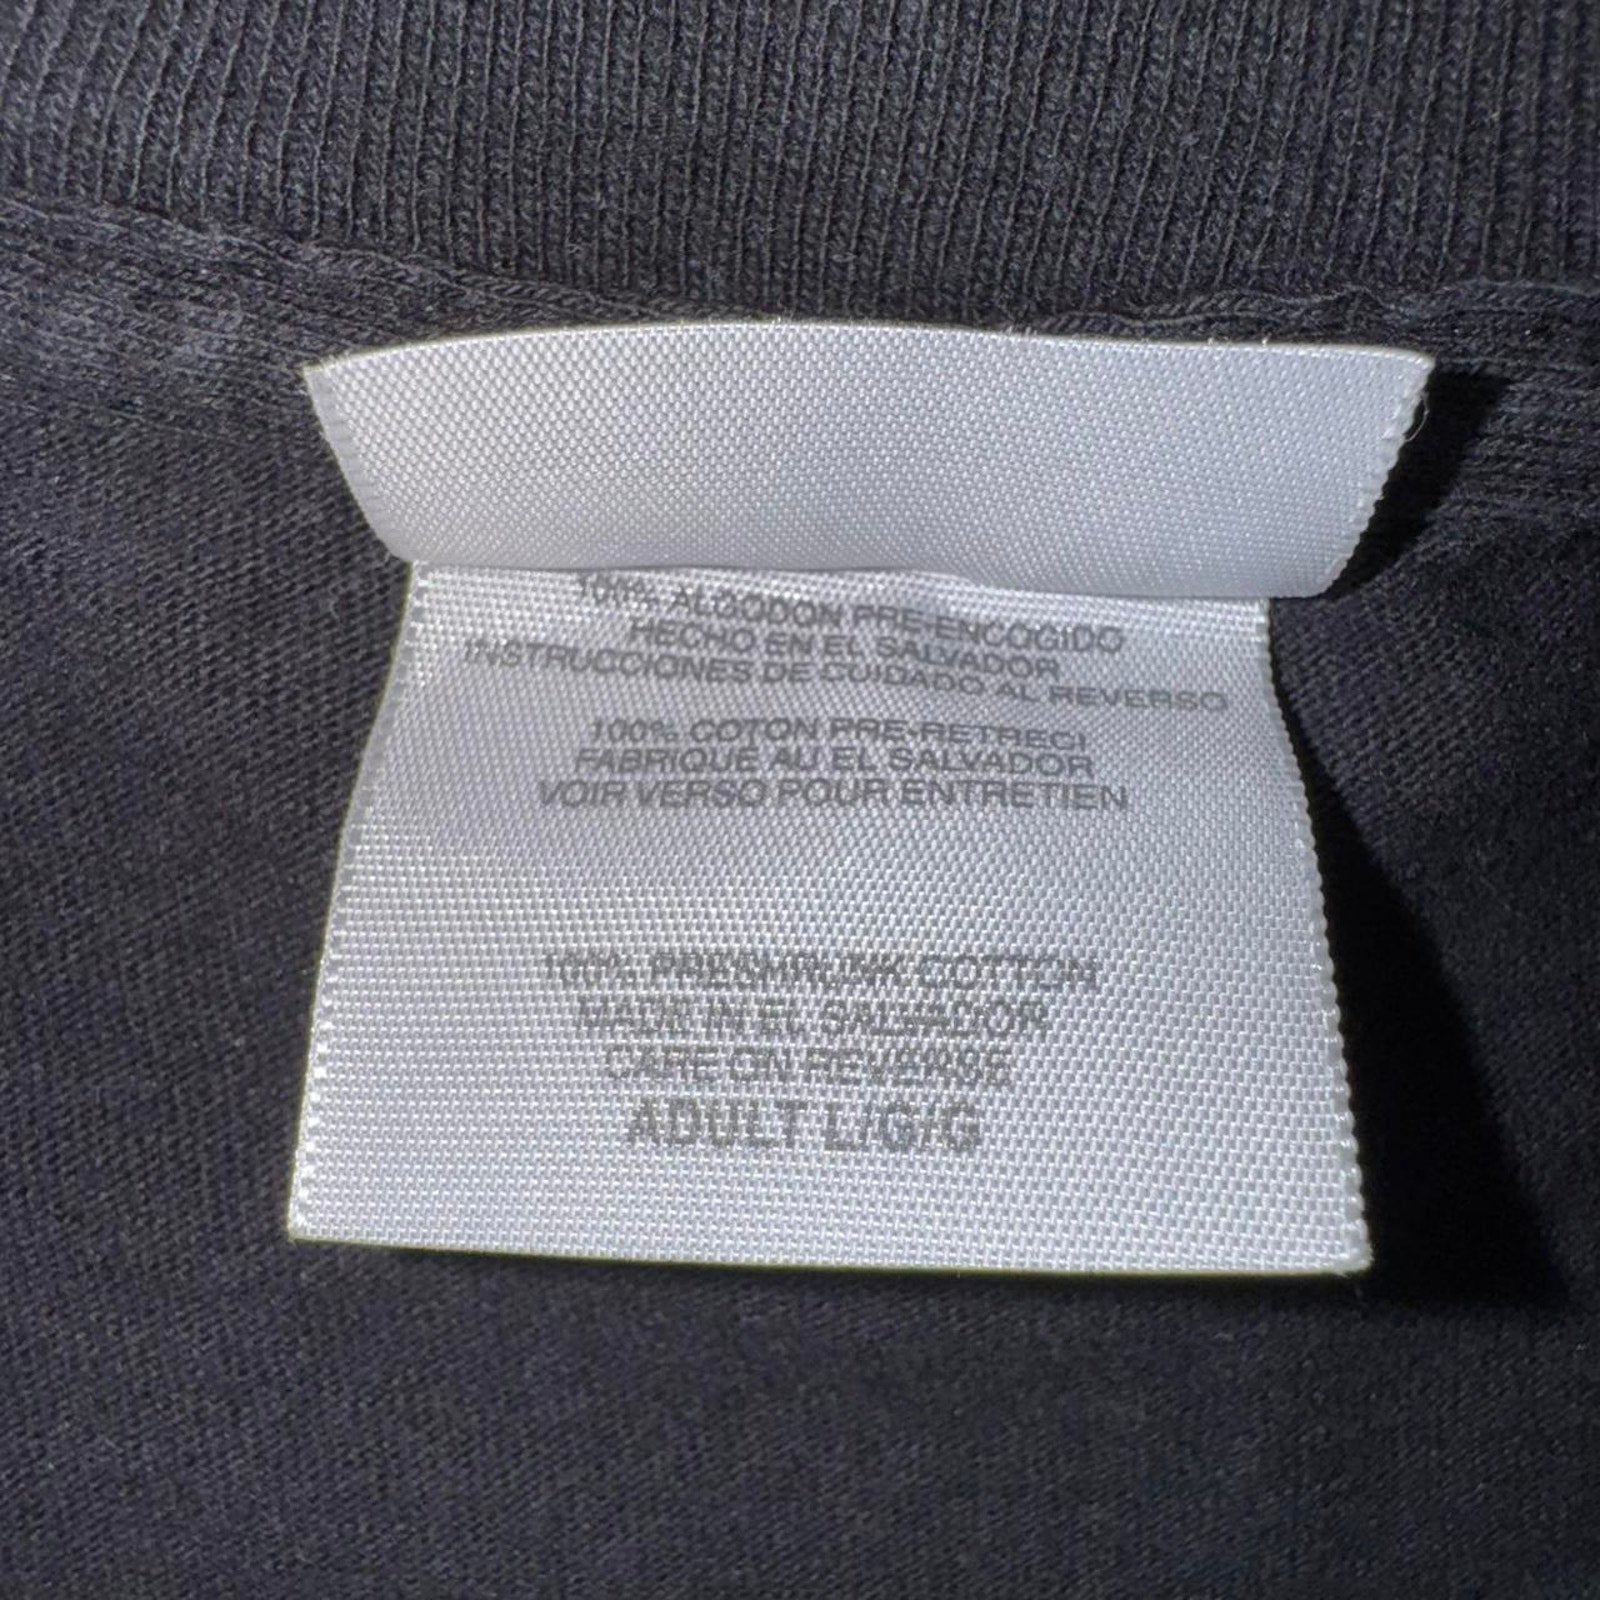 100% ALGODON PRE-ENCOGIDO
HECHO EN EL SALVADOR
INSTRUCCIONES DE CUIDADO AL REVERSO
100% COTON PRE-RETRECI
FABRIQUE AU EL SALVADOR
VOIR VERSO POUR ENTRETIEN
100% PRESHRUNK COTTON
MADE IN EL SALVADOR
CARE ON REVERSE
ADULT L/G/G